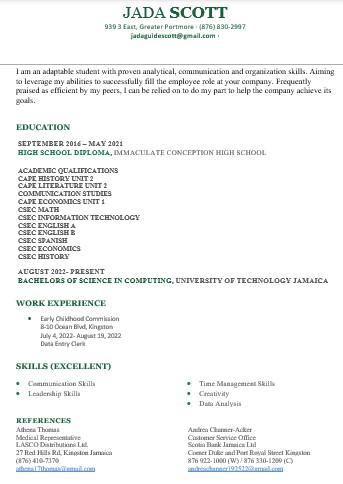 JADA SCOTT
939 3 East, Greater Portmore · (876) 830-2997
jadaguidescott@gmail.com ·
I am an adaptable student with proven analytical, communication and organization skills. Aiming
to leverage my abilities to successfully fill the employee role at your company. Frequently
praised as efficient by my peers, I can be relied on to do my part to help the company achieve its
goals.
EDUCATION
SEPTEMBER 2016 – MAY 2021
HIGH SCHOOL DIPLOMA, IMMACULATE CONCEPTION HIGH SCHOOL
ACADEMIC QUALIFICATIONS
CAPE HISTORY UNIT 2
CAPE LITERATURE UNIT 2
COMMUNICATION STUDIES
CAPE ECONOMICS UNIT 1
CSEC MATH
CSEC INFORMATION TECHNOLOGY
CSEC ENGLISH A
CSEC ENGLISH B
CSEC SPANISH
CSEC ECONOMICS
CSEC HISTORY
AUGUST 2022- PRESENT
BACHELORS OF SCIENCE IN COMPUTING, UNIVERSITY OF TECHNOLOGY JAMAICA
WORK EXPERIENCE
• Early Childhood Commission
8-10 Ocean Blvd, Kingston
July 4, 2022- August 19, 2022
Data Entry Clerk
SKILLS (EXCELLENT)
• Communication Skills
• Leadership Skills
• Time Management Skills
• Creativity
• Data Analysis
REFERENCES
Athena Thomas
Medical Representative
LASCO Distributions Ltd.
27 Red Hills Rd, Kingston Jamaica
(876) 410-7370
athena17thomas@gmail.com
Andrea Channer-Acker
Customer Service Office
Scotia Bank Jamaica Ltd
Corner Duke and Port Royal Street Kingston
876 922-1000 (W) / 876 330-1209 (C)
andreachanner192522@gmail.com